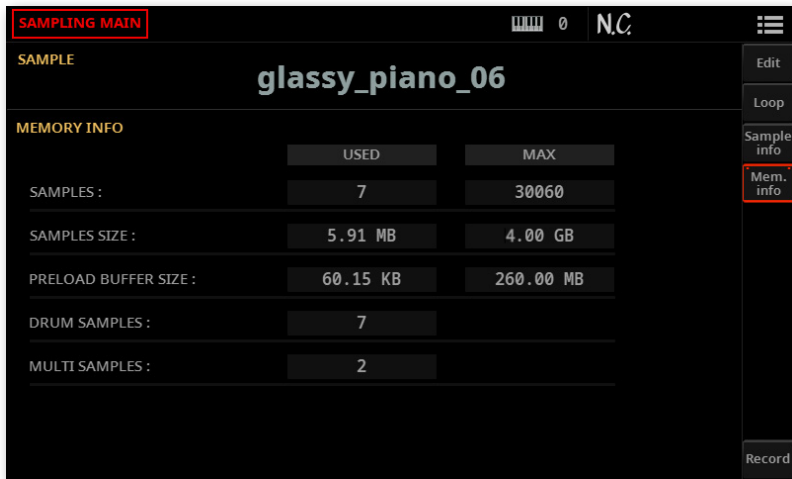 SAMPLING MAIN 0 N.C.
SAMPLE
glassy_piano_06
Edit
Loop
MEMORY INFO
Sample
info
USED MAX
Mem.
info
SAMPLES : 7 30060
SAMPLES SIZE : 5.91 MB 4.00 GB
PRELOAD BUFFER SIZE : 60.15 KB 260.00 MB
DRUM SAMPLES : 7
MULTI SAMPLES : 2
Record